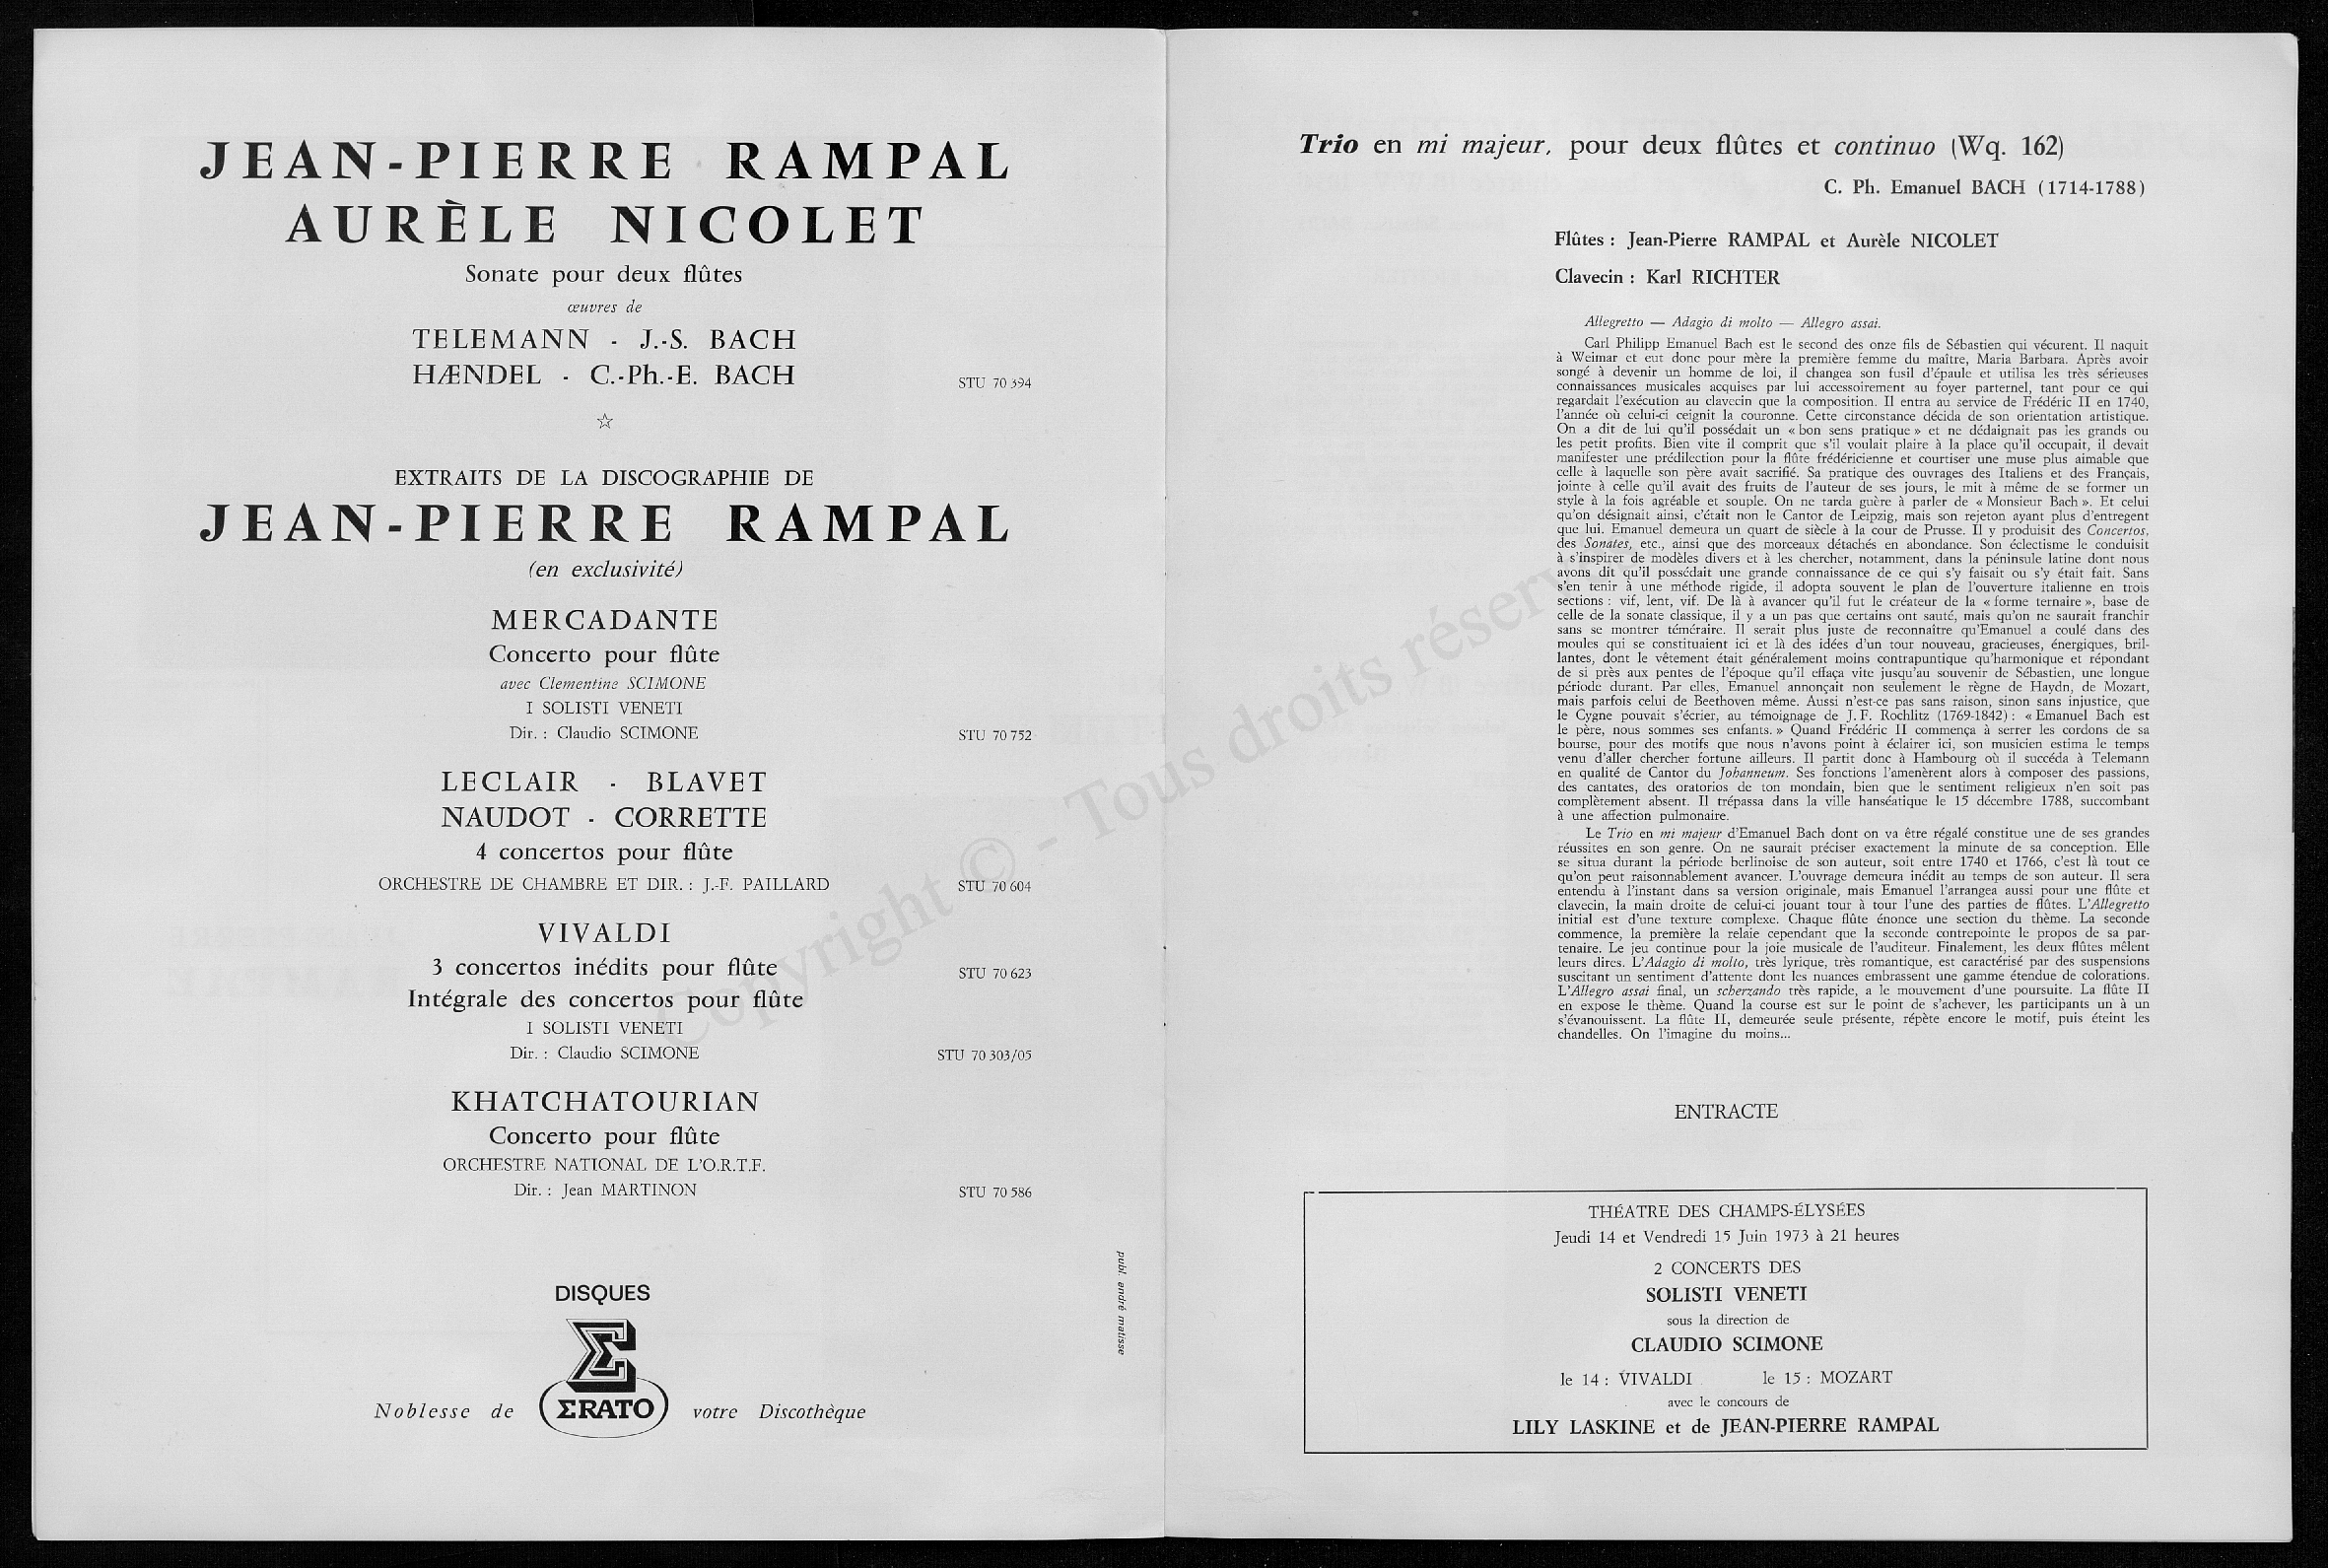 JEAN-PIERRE RAMPAL
AURÈLE NICOLET
Sonate pour deux flûtes
œuvres de
TELEMANN - J.-S. BACH
HÆNDEL - C.-Ph.-E. BACH
STU 70 394
☆
EXTRAITS DE LA DISCOGRAPHIE DE
JEAN-PIERRE RAMPAL
(en exclusivité)
MERCADANTE
Concerto pour flûte
avec Clementine SCIMONE
I SOLISTI VENETI
Dir. : Claudio SCIMONE
STU 70 752
LECLAIR - BLAVET
NAUDOT - CORRETTE
4 concertos pour flûte
ORCHESTRE DE CHAMBRE ET DIR. : J.-F. PAILLARD
STU 70 604
VIVALDI
3 concertos inédits pour flûte
STU 70 623
Intégrale des concertos pour flûte
I SOLISTI VENETI
Dir. : Claudio SCIMONE
STU 70 303/05
KHATCHATOURIAN
Concerto pour flûte
ORCHESTRE NATIONAL DE L'O.R.T.F.
Dir. : Jean MARTINON
STU 70 586
publ. andré matisse
DISQUES
Noblesse de ΣRATO votre Discothèque
Copyright © - Tous droits réserv
Trio en mi majeur, pour deux flûtes et continuo (Wq. 162)
C. Ph. Emanuel BACH (1714-1788)
Flûtes : Jean-Pierre RAMPAL et Aurèle NICOLET
Clavecin : Karl RICHTER
Allegretto — Adagio di molto — Allegro assai.
Carl Philipp Emanuel Bach est le second des onze fils de Sébastien qui vécurent. Il naquit
à Weimar et eut donc pour mère la première femme du maître, Maria Barbara. Après avoir
songé à devenir un homme de loi, il changea son fusil d'épaule et utilisa les très sérieuses
connaissances musicales acquises par lui accessoirement au foyer parternel, tant pour ce qui
regardait l'exécution au clavecin que la composition. Il entra au service de Frédéric II en 1740,
l'année où celui-ci ceignit la couronne. Cette circonstance décida de son orientation artistique.
On a dit de lui qu'il possédait un « bon sens pratique » et ne dédaignait pas les grands ou
les petit profits. Bien vite il comprit que s'il voulait plaire à la place qu'il occupait, il devait
manifester une prédilection pour la flûte frédéricienne et courtiser une muse plus aimable que
celle à laquelle son père avait sacrifié. Sa pratique des ouvrages des Italiens et des Français,
jointe à celle qu'il avait des fruits de l'auteur de ses jours, le mit à même de se former un
style à la fois agréable et souple. On ne tarda guère à parler de « Monsieur Bach ». Et celui
qu'on désignait ainsi, c'était non le Cantor de Leipzig, mais son rejeton ayant plus d'entregent
que lui. Emanuel demeura un quart de siècle à la cour de Prusse. Il y produisit des Concertos,
des Sonates, etc., ainsi que des morceaux détachés en abondance. Son éclectisme le conduisit
à s'inspirer de modèles divers et à les chercher, notamment, dans la péninsule latine dont nous
avons dit qu'il possédait une grande connaissance de ce qui s'y faisait ou s'y était fait. Sans
s'en tenir à une méthode rigide, il adopta souvent le plan de l'ouverture italienne en trois
sections : vif, lent, vif. De là à avancer qu'il fut le créateur de la « forme ternaire », base de
celle de la sonate classique, il y a un pas que certains ont sauté, mais qu'on ne saurait franchir
sans se montrer téméraire. Il serait plus juste de reconnaître qu'Emanuel a coulé dans des
moules qui se constituaient ici et là des idées d'un tour nouveau, gracieuses, énergiques, bril-
lantes, dont le vêtement était généralement moins contrapuntique qu'harmonique et répondant
de si près aux pentes de l'époque qu'il effaça vite jusqu'au souvenir de Sébastien, une longue
période durant. Par elles, Emanuel annonçait non seulement le règne de Haydn, de Mozart,
mais parfois celui de Beethoven même. Aussi n'est-ce pas sans raison, sinon sans injustice, que
le Cygne pouvait s'écrier, au témoignage de J. F. Rochlitz (1769-1842) : « Emanuel Bach est
le père, nous sommes ses enfants. » Quand Frédéric II commença à serrer les cordons de sa
bourse, pour des motifs que nous n'avons point à éclairer ici, son musicien estima le temps
venu d'aller chercher fortune ailleurs. Il partit donc à Hambourg où il succéda à Telemann
en qualité de Cantor du Johanneum. Ses fonctions l'amenèrent alors à composer des passions,
des cantates, des oratorios de ton mondain, bien que le sentiment religieux n'en soit pas
complètement absent. Il trépassa dans la ville hanséatique le 15 décembre 1788, succombant
à une affection pulmonaire.
Le Trio en mi majeur d'Emanuel Bach dont on va être régalé constitue une de ses grandes
réussites en son genre. On ne saurait préciser exactement la minute de sa conception. Elle
se situa durant la période berlinoise de son auteur, soit entre 1740 et 1766, c'est là tout ce
qu'on peut raisonnablement avancer. L'ouvrage demeura inédit au temps de son auteur. Il sera
entendu à l'instant dans sa version originale, mais Emanuel l'arrangea aussi pour une flûte et
clavecin, la main droite de celui-ci jouant tour à tour l'une des parties de flûtes. L'Allegretto
initial est d'une texture complexe. Chaque flûte énonce une section du thème. La seconde
commence, la première la relaie cependant que la seconde contrepointe le propos de sa par-
tenaire. Le jeu continue pour la joie musicale de l'auditeur. Finalement, les deux flûtes mêlent
leurs dires. L'Adagio di molto, très lyrique, très romantique, est caractérisé par des suspensions
suscitant un sentiment d'attente dont les nuances embrassent une gamme étendue de colorations.
L'Allegro assai final, un scherzando très rapide, a le mouvement d'une poursuite. La flûte II
en expose le thème. Quand la course est sur le point de s'achever, les participants un à un
s'évanouissent. La flûte II, demeurée seule présente, répète encore le motif, puis éteint les
chandelles. On l'imagine du moins...
ENTRACTE
THÉATRE DES CHAMPS-ÉLYSÉES
Jeudi 14 et Vendredi 15 Juin 1973 à 21 heures
2 CONCERTS DES
SOLISTI VENETI
sous la direction de
CLAUDIO SCIMONE
le 14 : VIVALDI le 15 : MOZART
avec le concours de
LILY LASKINE et de JEAN-PIERRE RAMPAL